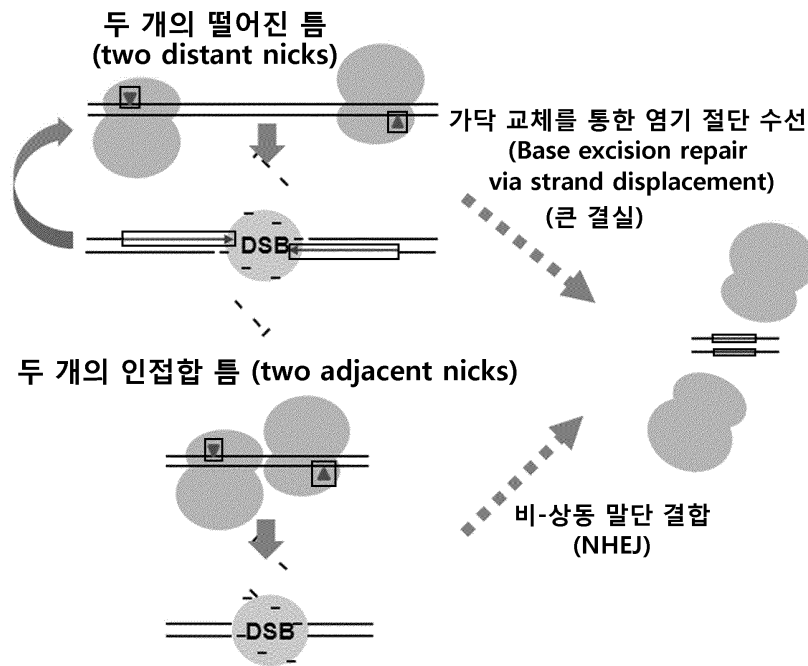 두 개의 떨어진 틈
(two distant nicks)
가닥 교체를 통한 염기 절단 수선
(Base excision repair
via strand displacement)
(큰 결실)
DSB
두 개의 인접합 틈 (two adjacent nicks)
비-상동 말단 결합
(NHEJ)
DSB